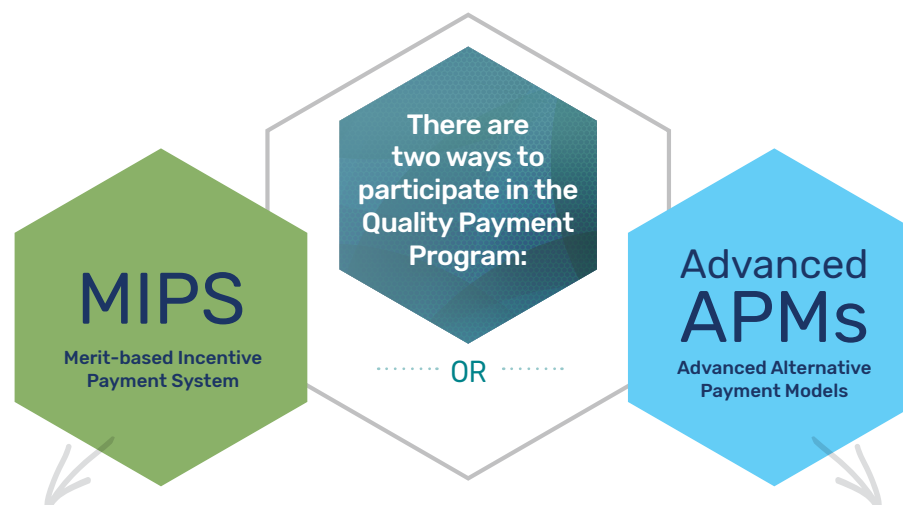 There are
two ways to
participate in the
Quality Payment
Program:
MIPS
Merit-based Incentive
Payment System
OR
Advanced
APMs
Advanced Alternative
Payment Models